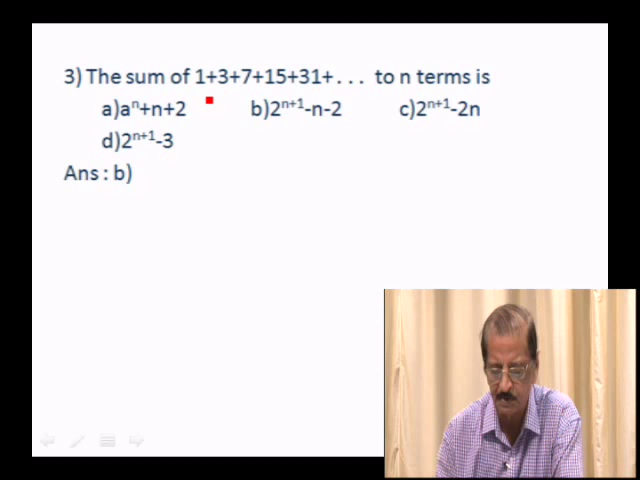 3) The sum of 1+3+7+15+31+ . . . to n terms is
a)aⁿ+n+2 b)2ⁿ⁺¹-n-2 c)2ⁿ⁺¹-2n
d)2ⁿ⁺¹-3
Ans : b)